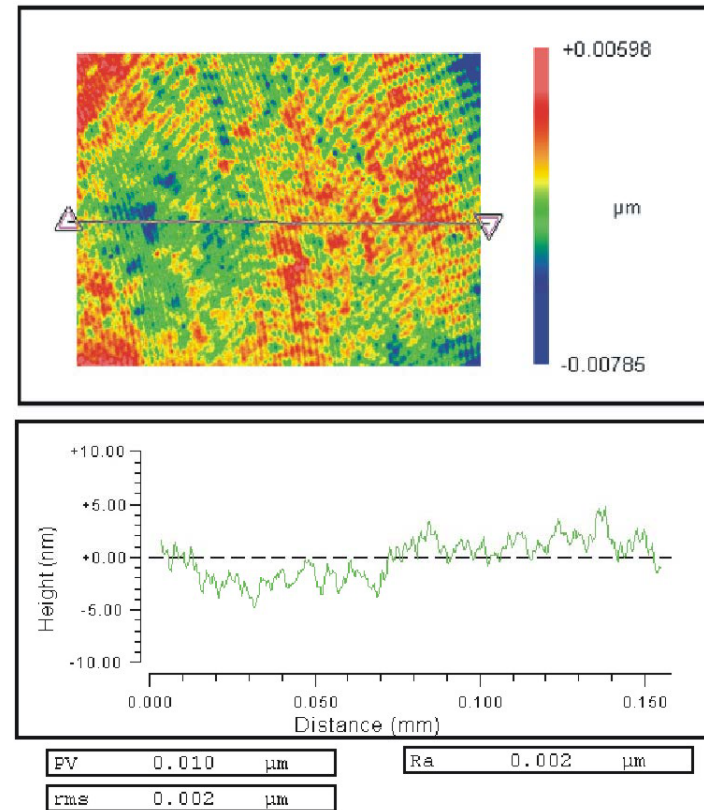 +0.00598
µm
-0.00785
+10.00
+5.00
+0.00
-5.00
-10.00
Height (nm)
0.000 0.050 0.100 0.150
Distance (mm)
PV 0.010 µm Ra 0.002 µm
rms 0.002 µm